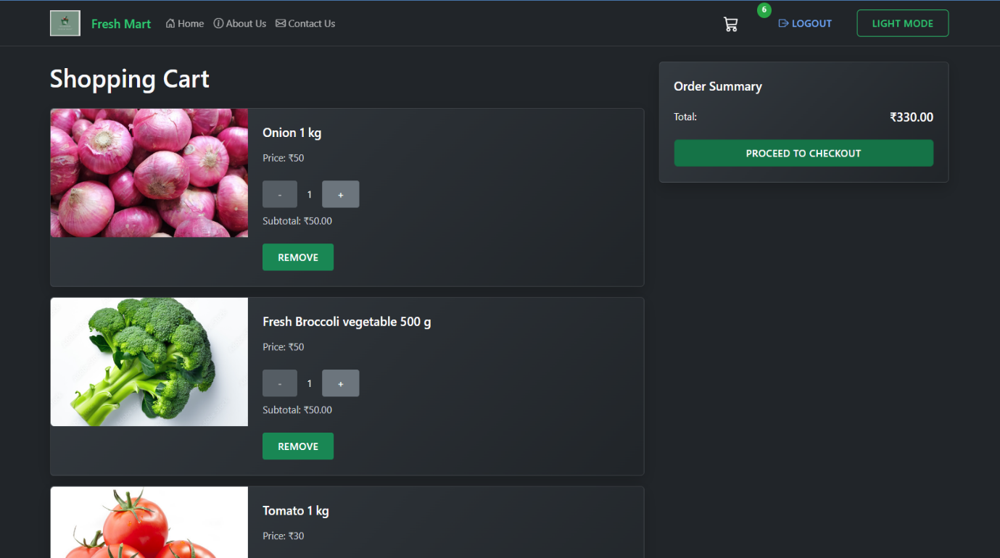 Fresh Mart Home About Us Contact Us 6 LOGOUT LIGHT MODE
Shopping Cart
Onion 1 kg
Price: ₹50
- 1 +
Subtotal: ₹50.00
REMOVE
Fresh Broccoli vegetable 500 g
Price: ₹50
- 1 +
Subtotal: ₹50.00
REMOVE
Tomato 1 kg
Price: ₹30
Order Summary
Total: ₹330.00
PROCEED TO CHECKOUT